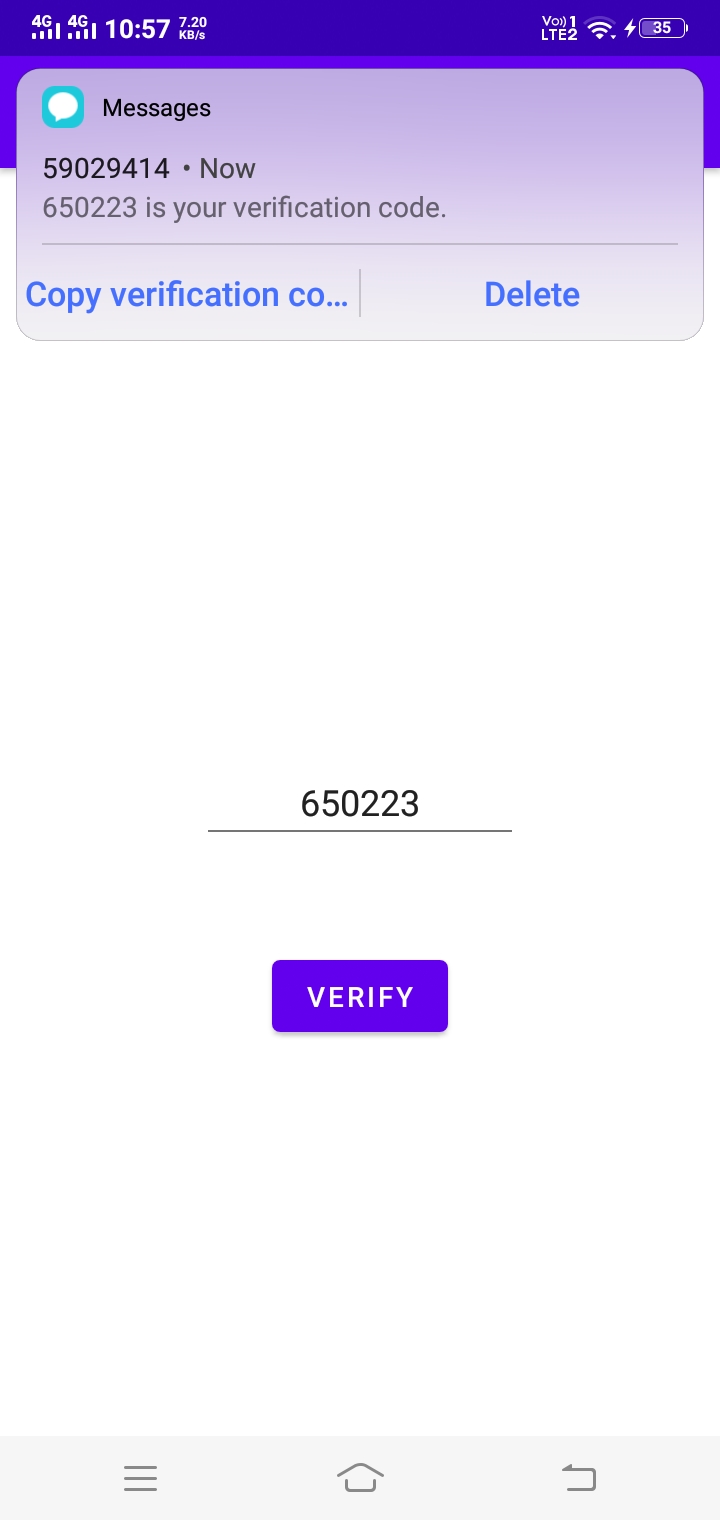 4G 4G 10:57 7.20 KB/s Vo)) 1 LTE2 35
Messages
59029414 • Now
650223 is your verification code.
Copy verification co... Delete
650223
VERIFY